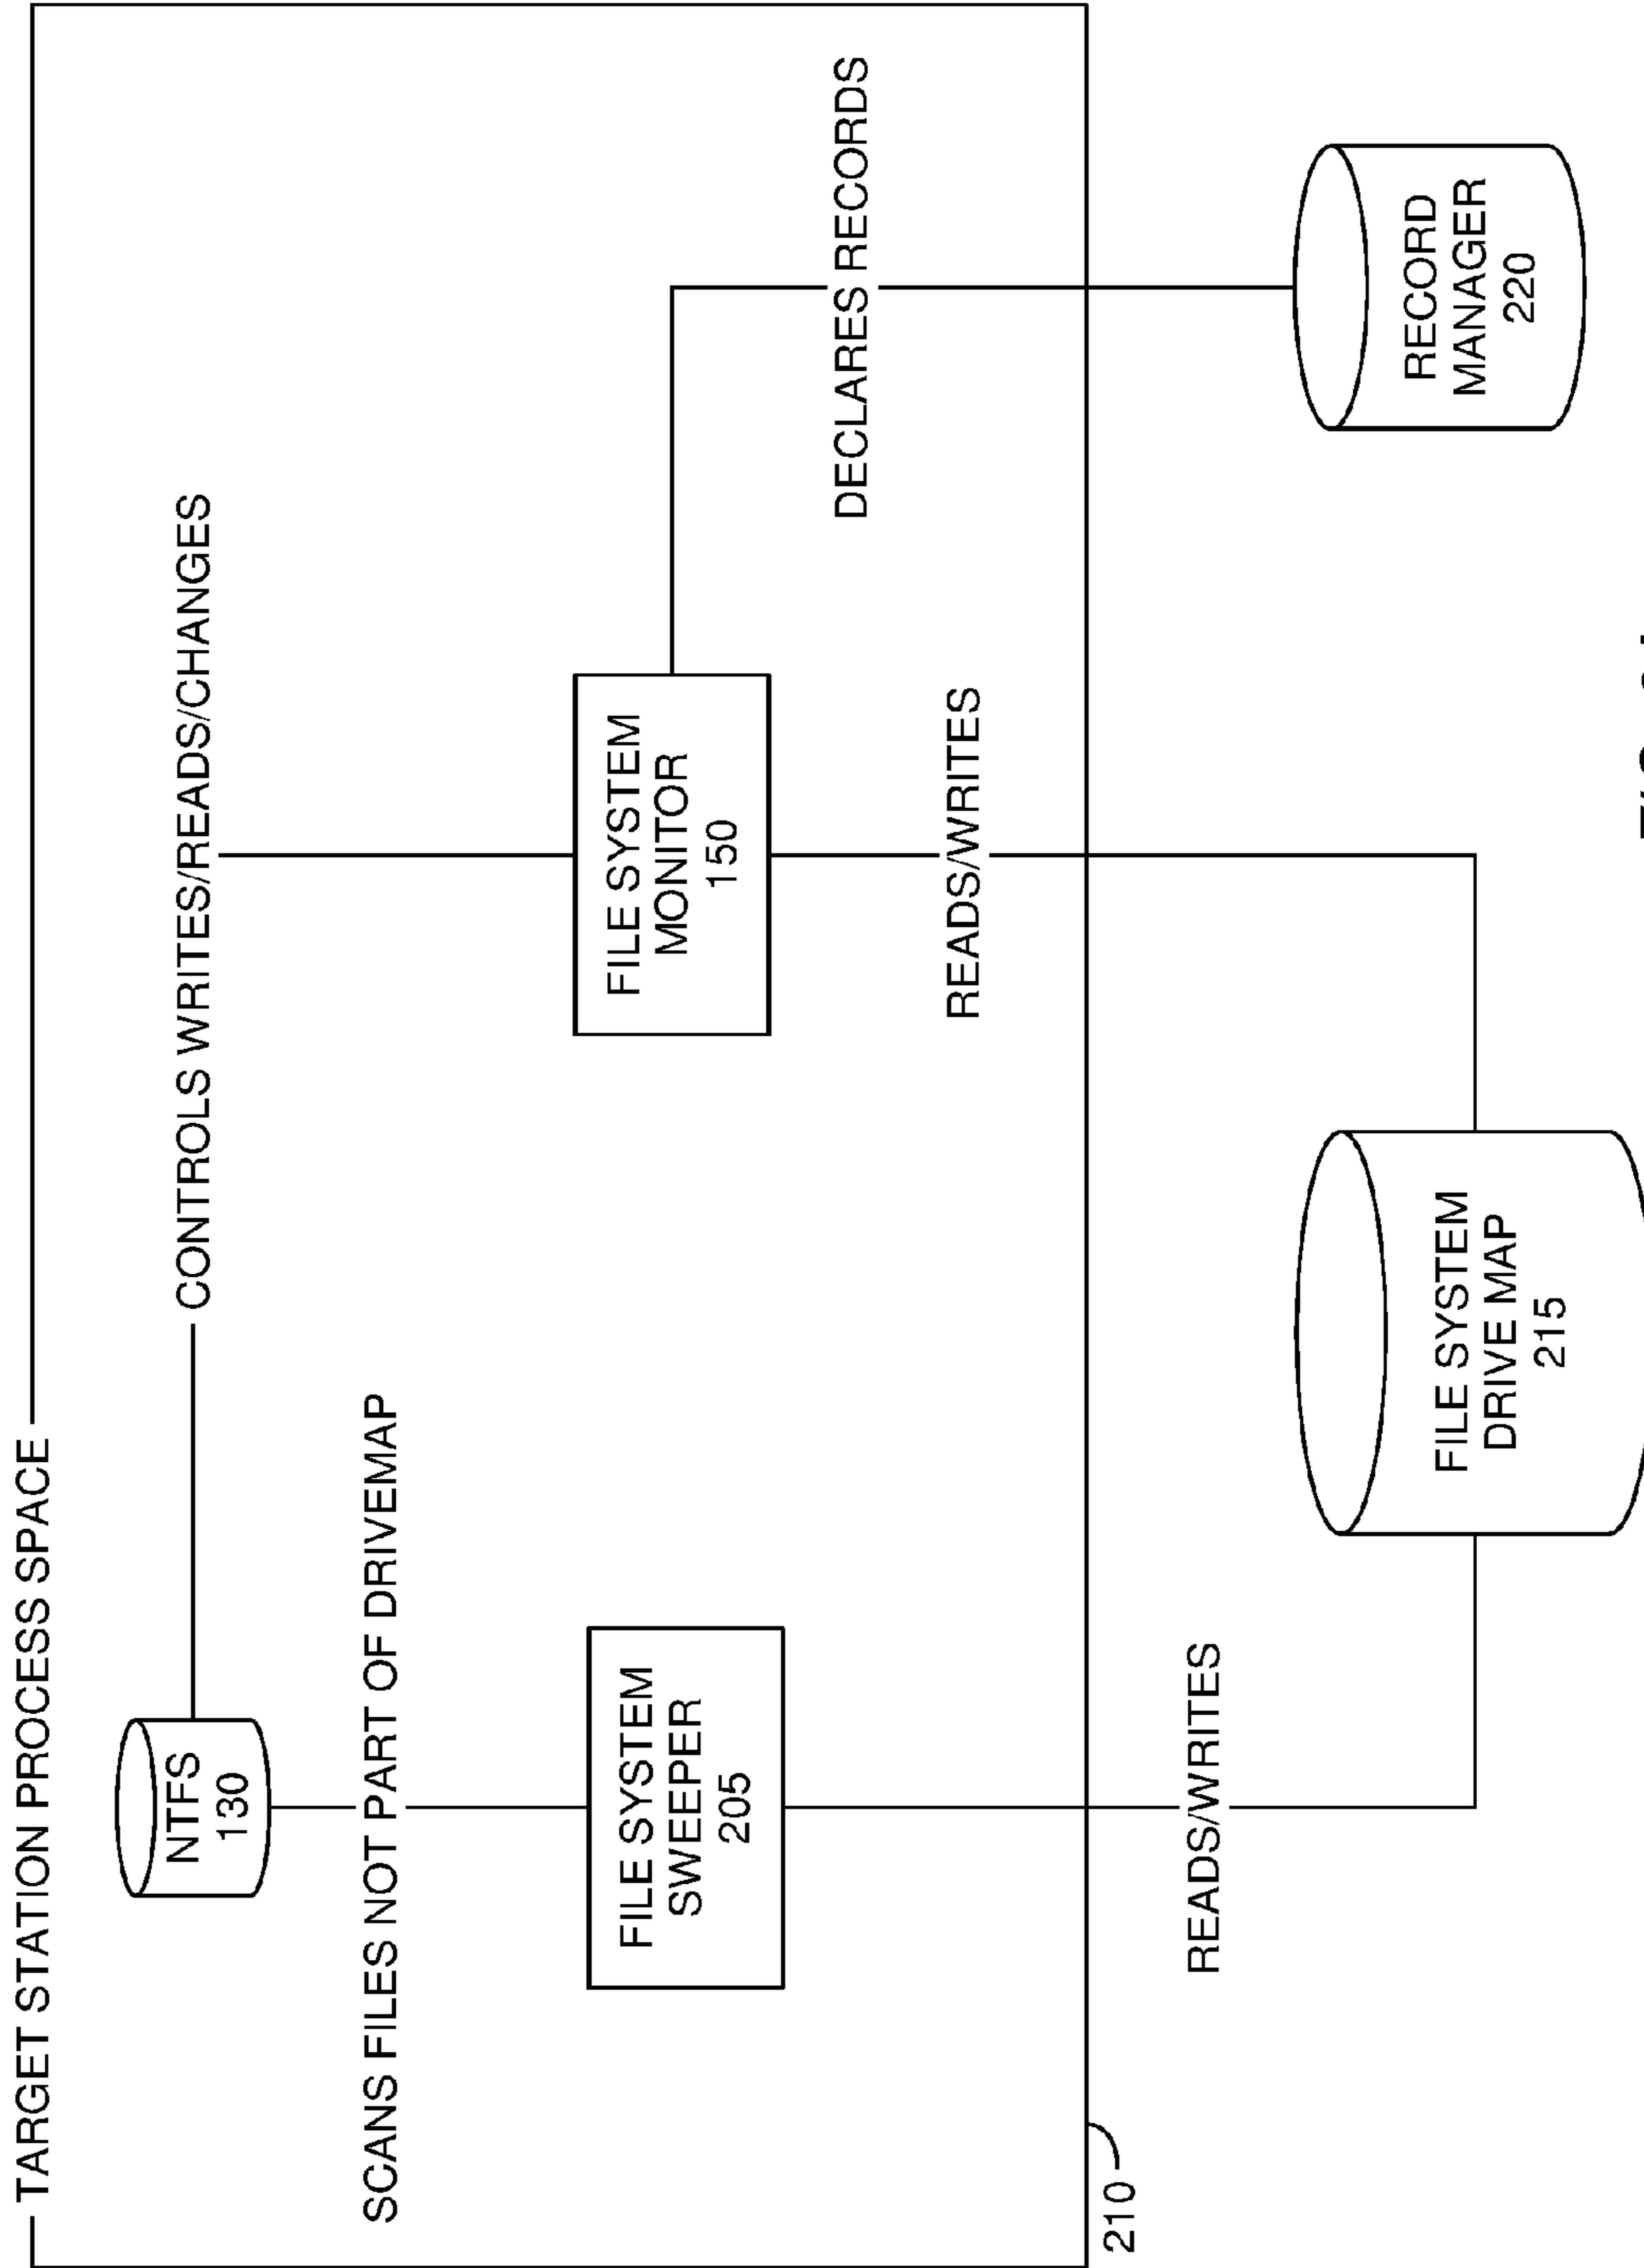 TARGET STATION PROCESS SPACE
NTFS
130
CONTROLS WRITES/READS/CHANGES
SCANS FILES NOT PART OF DRIVEMAP
FILE SYSTEM
SWEEPER
205
FILE SYSTEM
MONITOR
150
DECLARES RECORDS
READS/WRITES
210
READS/WRITES
FILE SYSTEM
DRIVE MAP
215
RECORD
MANAGER
220